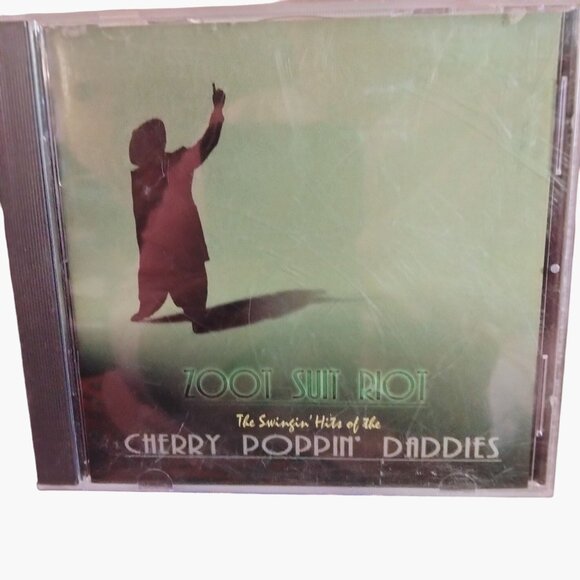 ZOOT SUIT RIOT
The Swingin' Hits of the
CHERRY POPPIN' DADDIES